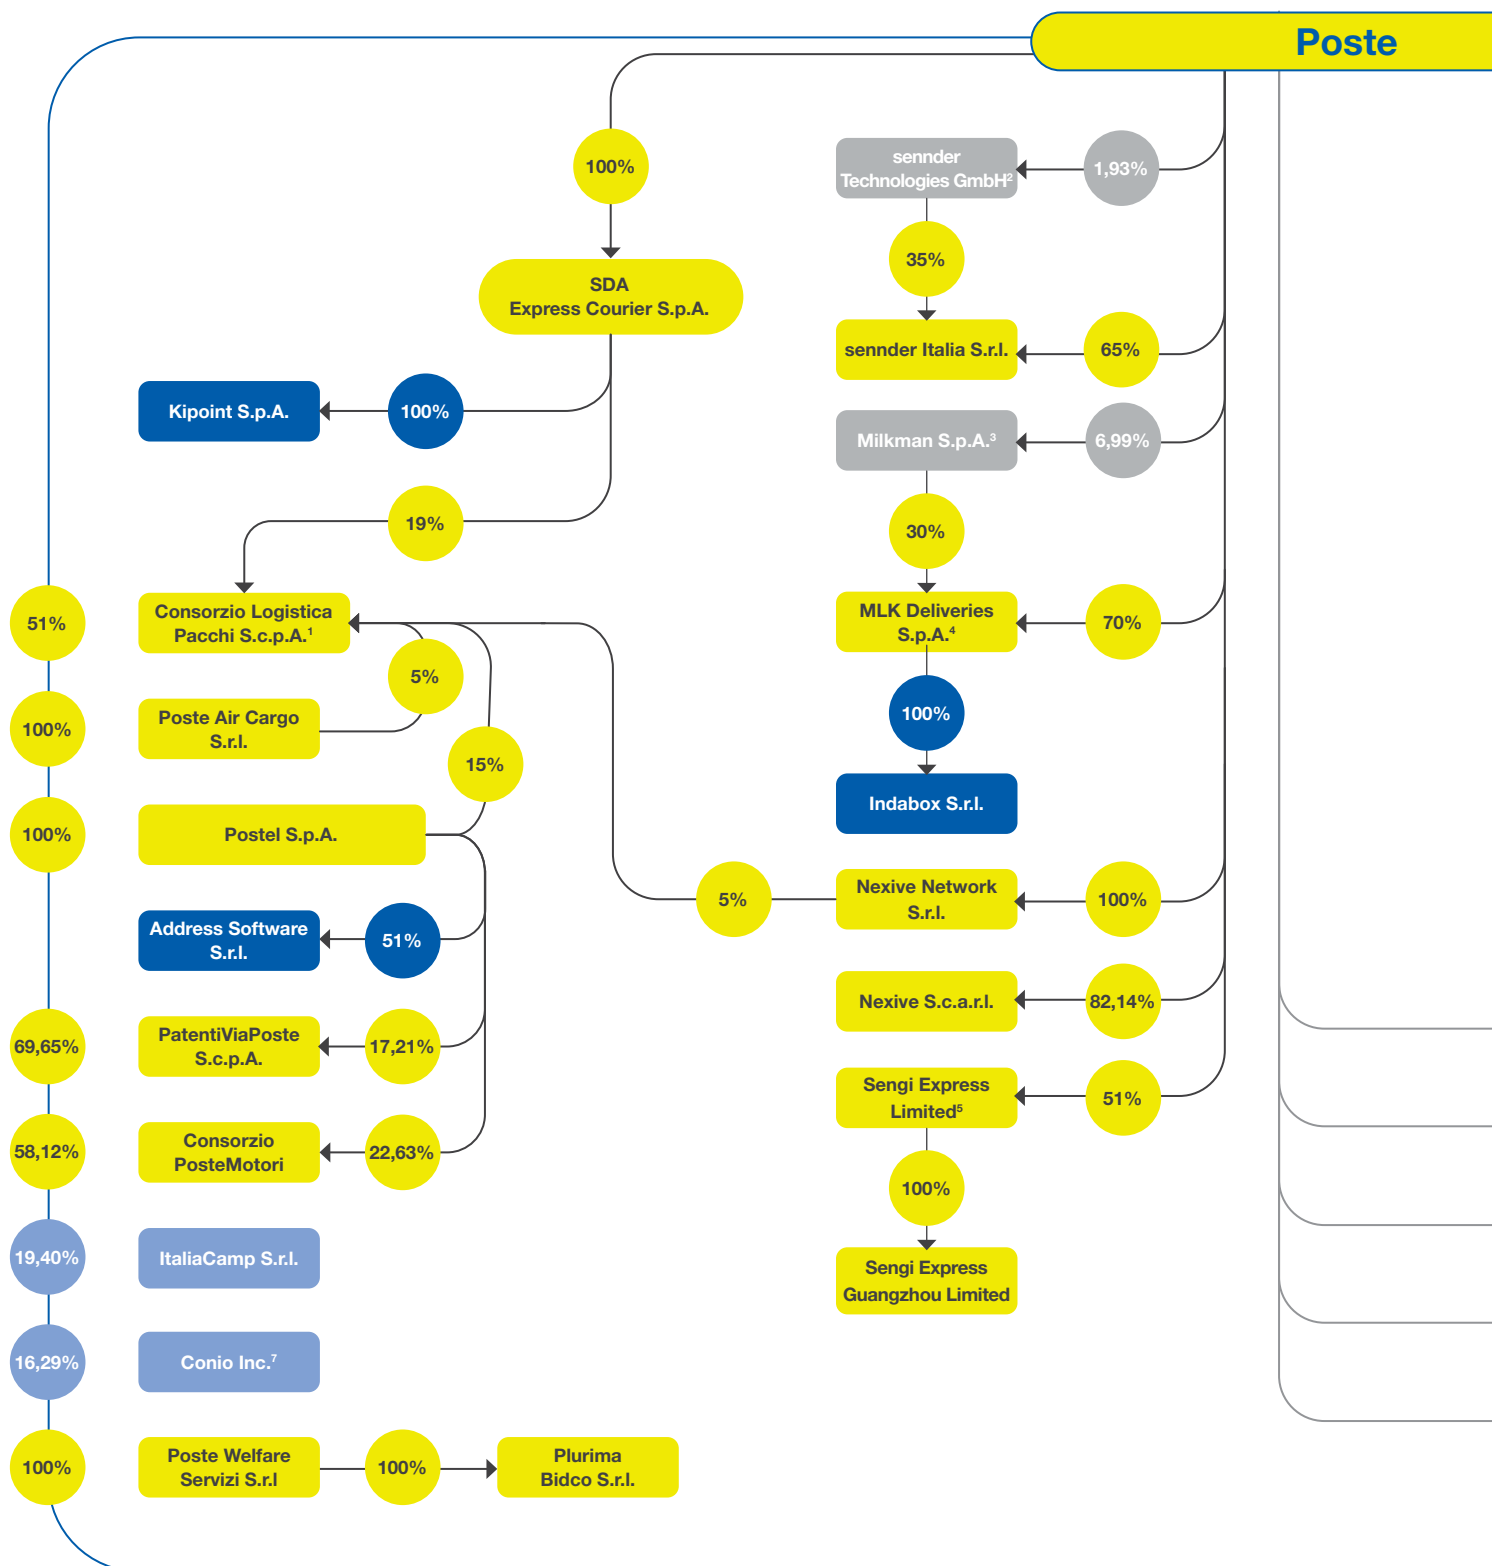 Poste
100%
sennder
Technologies GmbH²
1,93%
35%
SDA
Express Courier S.p.A.
sennder Italia S.r.l.
65%
Kipoint S.p.A.
100%
Milkman S.p.A.³
6,99%
19%
30%
51%
Consorzio Logistica
Pacchi S.c.p.A.¹
MLK Deliveries
S.p.A.⁴
70%
5%
100%
Poste Air Cargo
S.r.l.
100%
15%
Indabox S.r.l.
100%
Postel S.p.A.
5%
Nexive Network
S.r.l.
100%
Address Software
S.r.l.
51%
Nexive S.c.a.r.l.
82,14%
69,65%
PatentiViaPoste
S.c.p.A.
17,21%
Sengi Express
Limited⁵
51%
58,12%
Consorzio
PosteMotori
22,63%
100%
19,40%
ItaliaCamp S.r.l.
Sengi Express
Guangzhou Limited
16,29%
Conio Inc.⁷
100%
Poste Welfare
Servizi S.r.l
100%
Plurima
Bidco S.r.l.